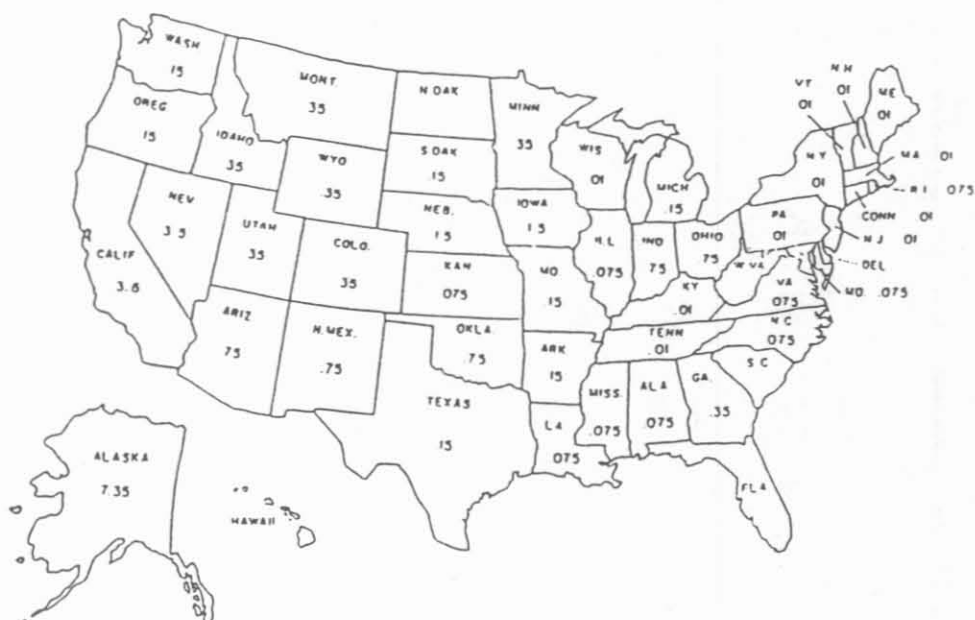 WASH
15
OREG
15
IDAHO
35
MONT.
35
N DAK
MINN
35
S DAK
.15
WYO
.35
NEB.
1.5
NEV
3 5
UTAH
35
COLO.
35
CALIF
3.6
KAN
075
IOWA
1 5
WIS
01
MICH
.15
MO.
15
.075
IND
75
OHIO
75
KY
.01
W VA
VA
075
PA
01
N Y
01
VT
01
N H
01
ME
01
MA 01
R I .075
CONN 01
N J 01
DEL
MD .075
N C
075
TENN
.01
S C
ARIZ
75
N.MEX.
.75
OKLA
.75
ARK
15
TEXAS
15
LA
075
MISS.
.075
ALA
.075
GA.
.35
FLA
ALASKA
7.35
HAWAII